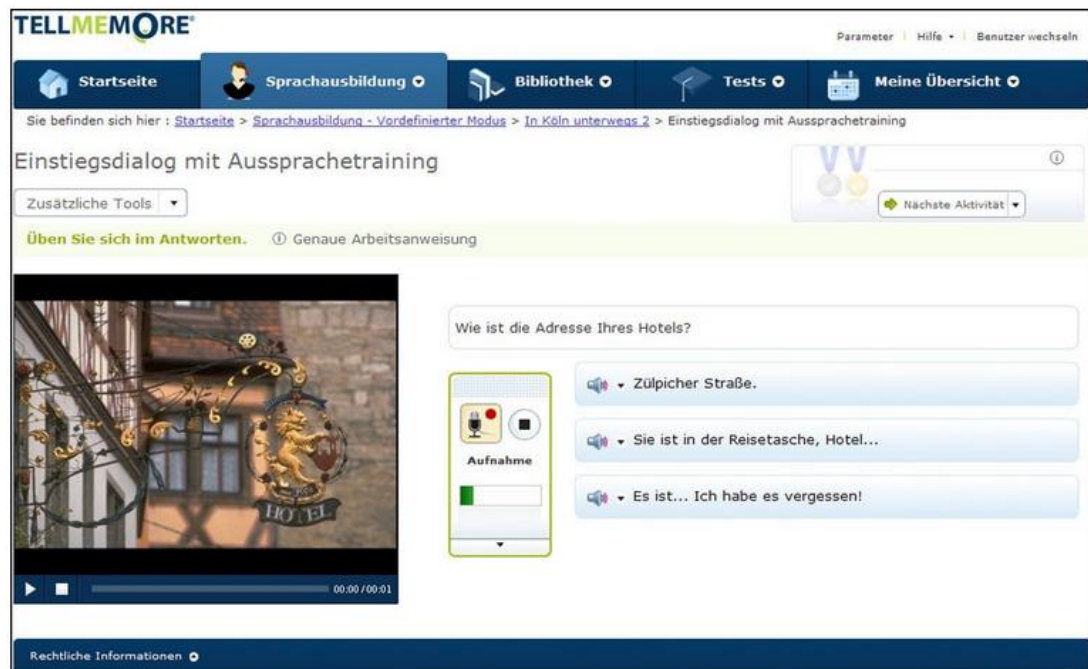 TELLMEMORE®
Parameter | Hilfe | Benutzer wechseln
Startseite
Sprachausbildung
Bibliothek
Tests
Meine Übersicht
Sie befinden sich hier : Startseite > Sprachausbildung - Vordefinierter Modus > In Köln unterwegs 2 > Einstiegsdialog mit Aussprachetraining
Einstiegsdialog mit Aussprachetraining
Zusätzliche Tools
Nächste Aktivität
Üben Sie sich im Antworten. Genaue Arbeitsanweisung
HOTEL
00:00/00:01
Wie ist die Adresse Ihres Hotels?
Aufnahme
Zülpicher Straße.
Sie ist in der Reisetasche, Hotel...
Es ist... Ich habe es vergessen!
Rechtliche Informationen